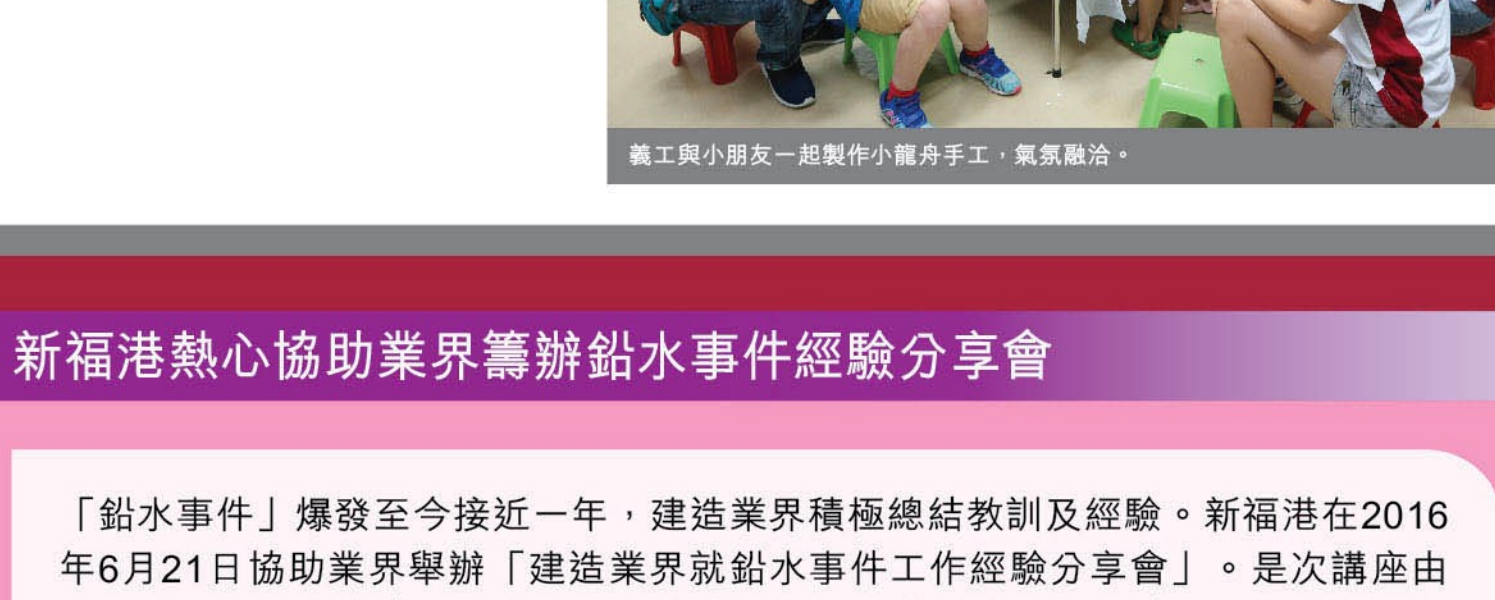 義工與小朋友一起製作小龍舟手工，氣氛融洽。
新福港熱心協助業界籌辦鉛水事件經驗分享會
「鉛水事件」爆發至今接近一年，建造業界積極總結教訓及經驗。新福港在2016
年6月21日協助業界舉辦「建造業界就鉛水事件工作經驗分享會」。是次講座由